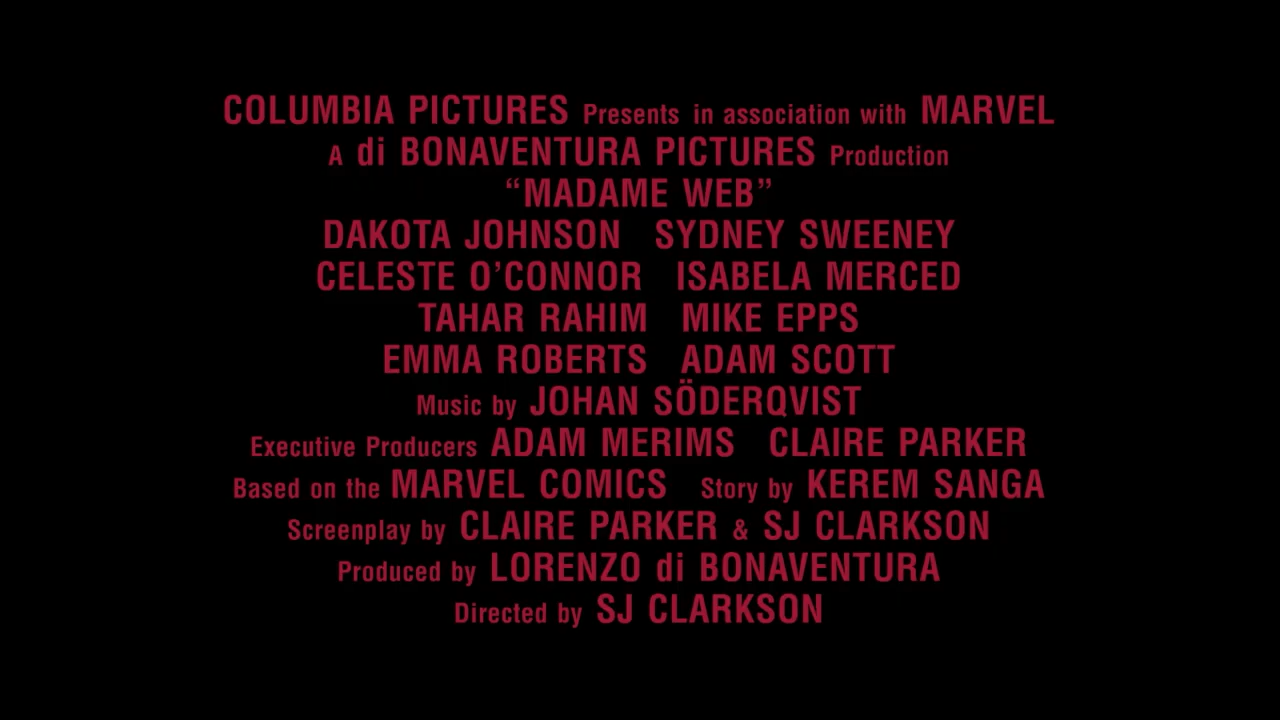 COLUMBIA PICTURES Presents in association with MARVEL
A di BONAVENTURA PICTURES Production
“MADAME WEB”
DAKOTA JOHNSON SYDNEY SWEENEY
CELESTE O’CONNOR ISABELA MERCED
TAHAR RAHIM MIKE EPPS
EMMA ROBERTS ADAM SCOTT
Music by JOHAN SÖDERQVIST
Executive Producers ADAM MERIMS CLAIRE PARKER
Based on the MARVEL COMICS Story by KEREM SANGA
Screenplay by CLAIRE PARKER & SJ CLARKSON
Produced by LORENZO di BONAVENTURA
Directed by SJ CLARKSON